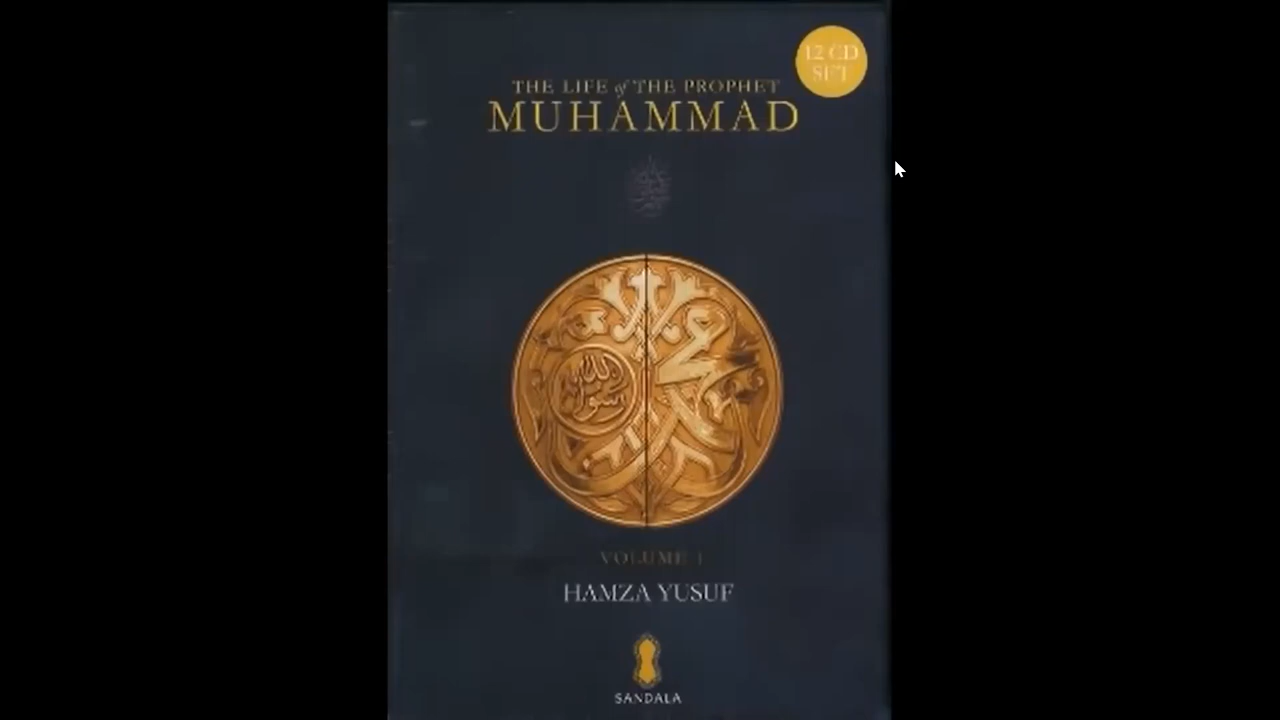 12 CD
SET
THE LIFE of THE PROPHET
MUHAMMAD
رسول
الله
محمد
VOLUME 1
HAMZA YUSUF
SANDALA